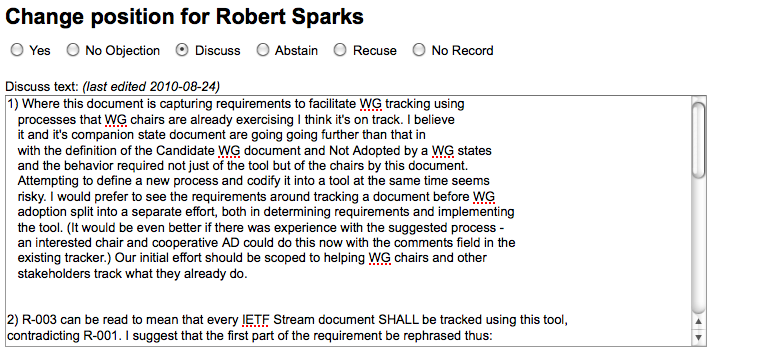 Change position for Robert Sparks
Yes No Objection Discuss Abstain Recuse No Record
Discuss text: (last edited 2010-08-24)
1) Where this document is capturing requirements to facilitate WG tracking using
processes that WG chairs are already exercising I think it's on track. I believe
it and it's companion state document are going going further than that in
with the definition of the Candidate WG document and Not Adopted by a WG states
and the behavior required not just of the tool but of the chairs by this document.
Attempting to define a new process and codify it into a tool at the same time seems
risky. I would prefer to see the requirements around tracking a document before WG
adoption split into a separate effort, both in determining requirements and implementing
the tool. (It would be even better if there was experience with the suggested process -
an interested chair and cooperative AD could do this now with the comments field in the
existing tracker.) Our initial effort should be scoped to helping WG chairs and other
stakeholders track what they already do.
2) R-003 can be read to mean that every IETF Stream document SHALL be tracked using this tool,
contradicting R-001. I suggest that the first part of the requirement be rephrased thus: